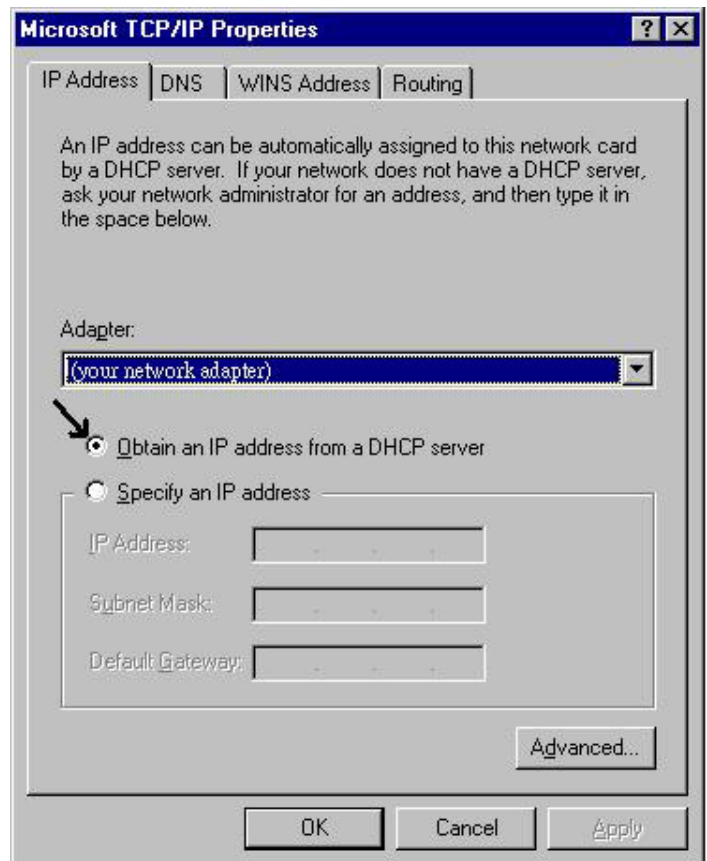 Microsoft TCP/IP Properties
IP Address DNS WINS Address Routing
An IP address can be automatically assigned to this network card
by a DHCP server. If your network does not have a DHCP server,
ask your network administrator for an address, and then type it in
the space below.
Adapter:
(your network adapter)
Obtain an IP address from a DHCP server
Specify an IP address
IP Address:
Subnet Mask:
Default Gateway:
Advanced...
OK Cancel Apply